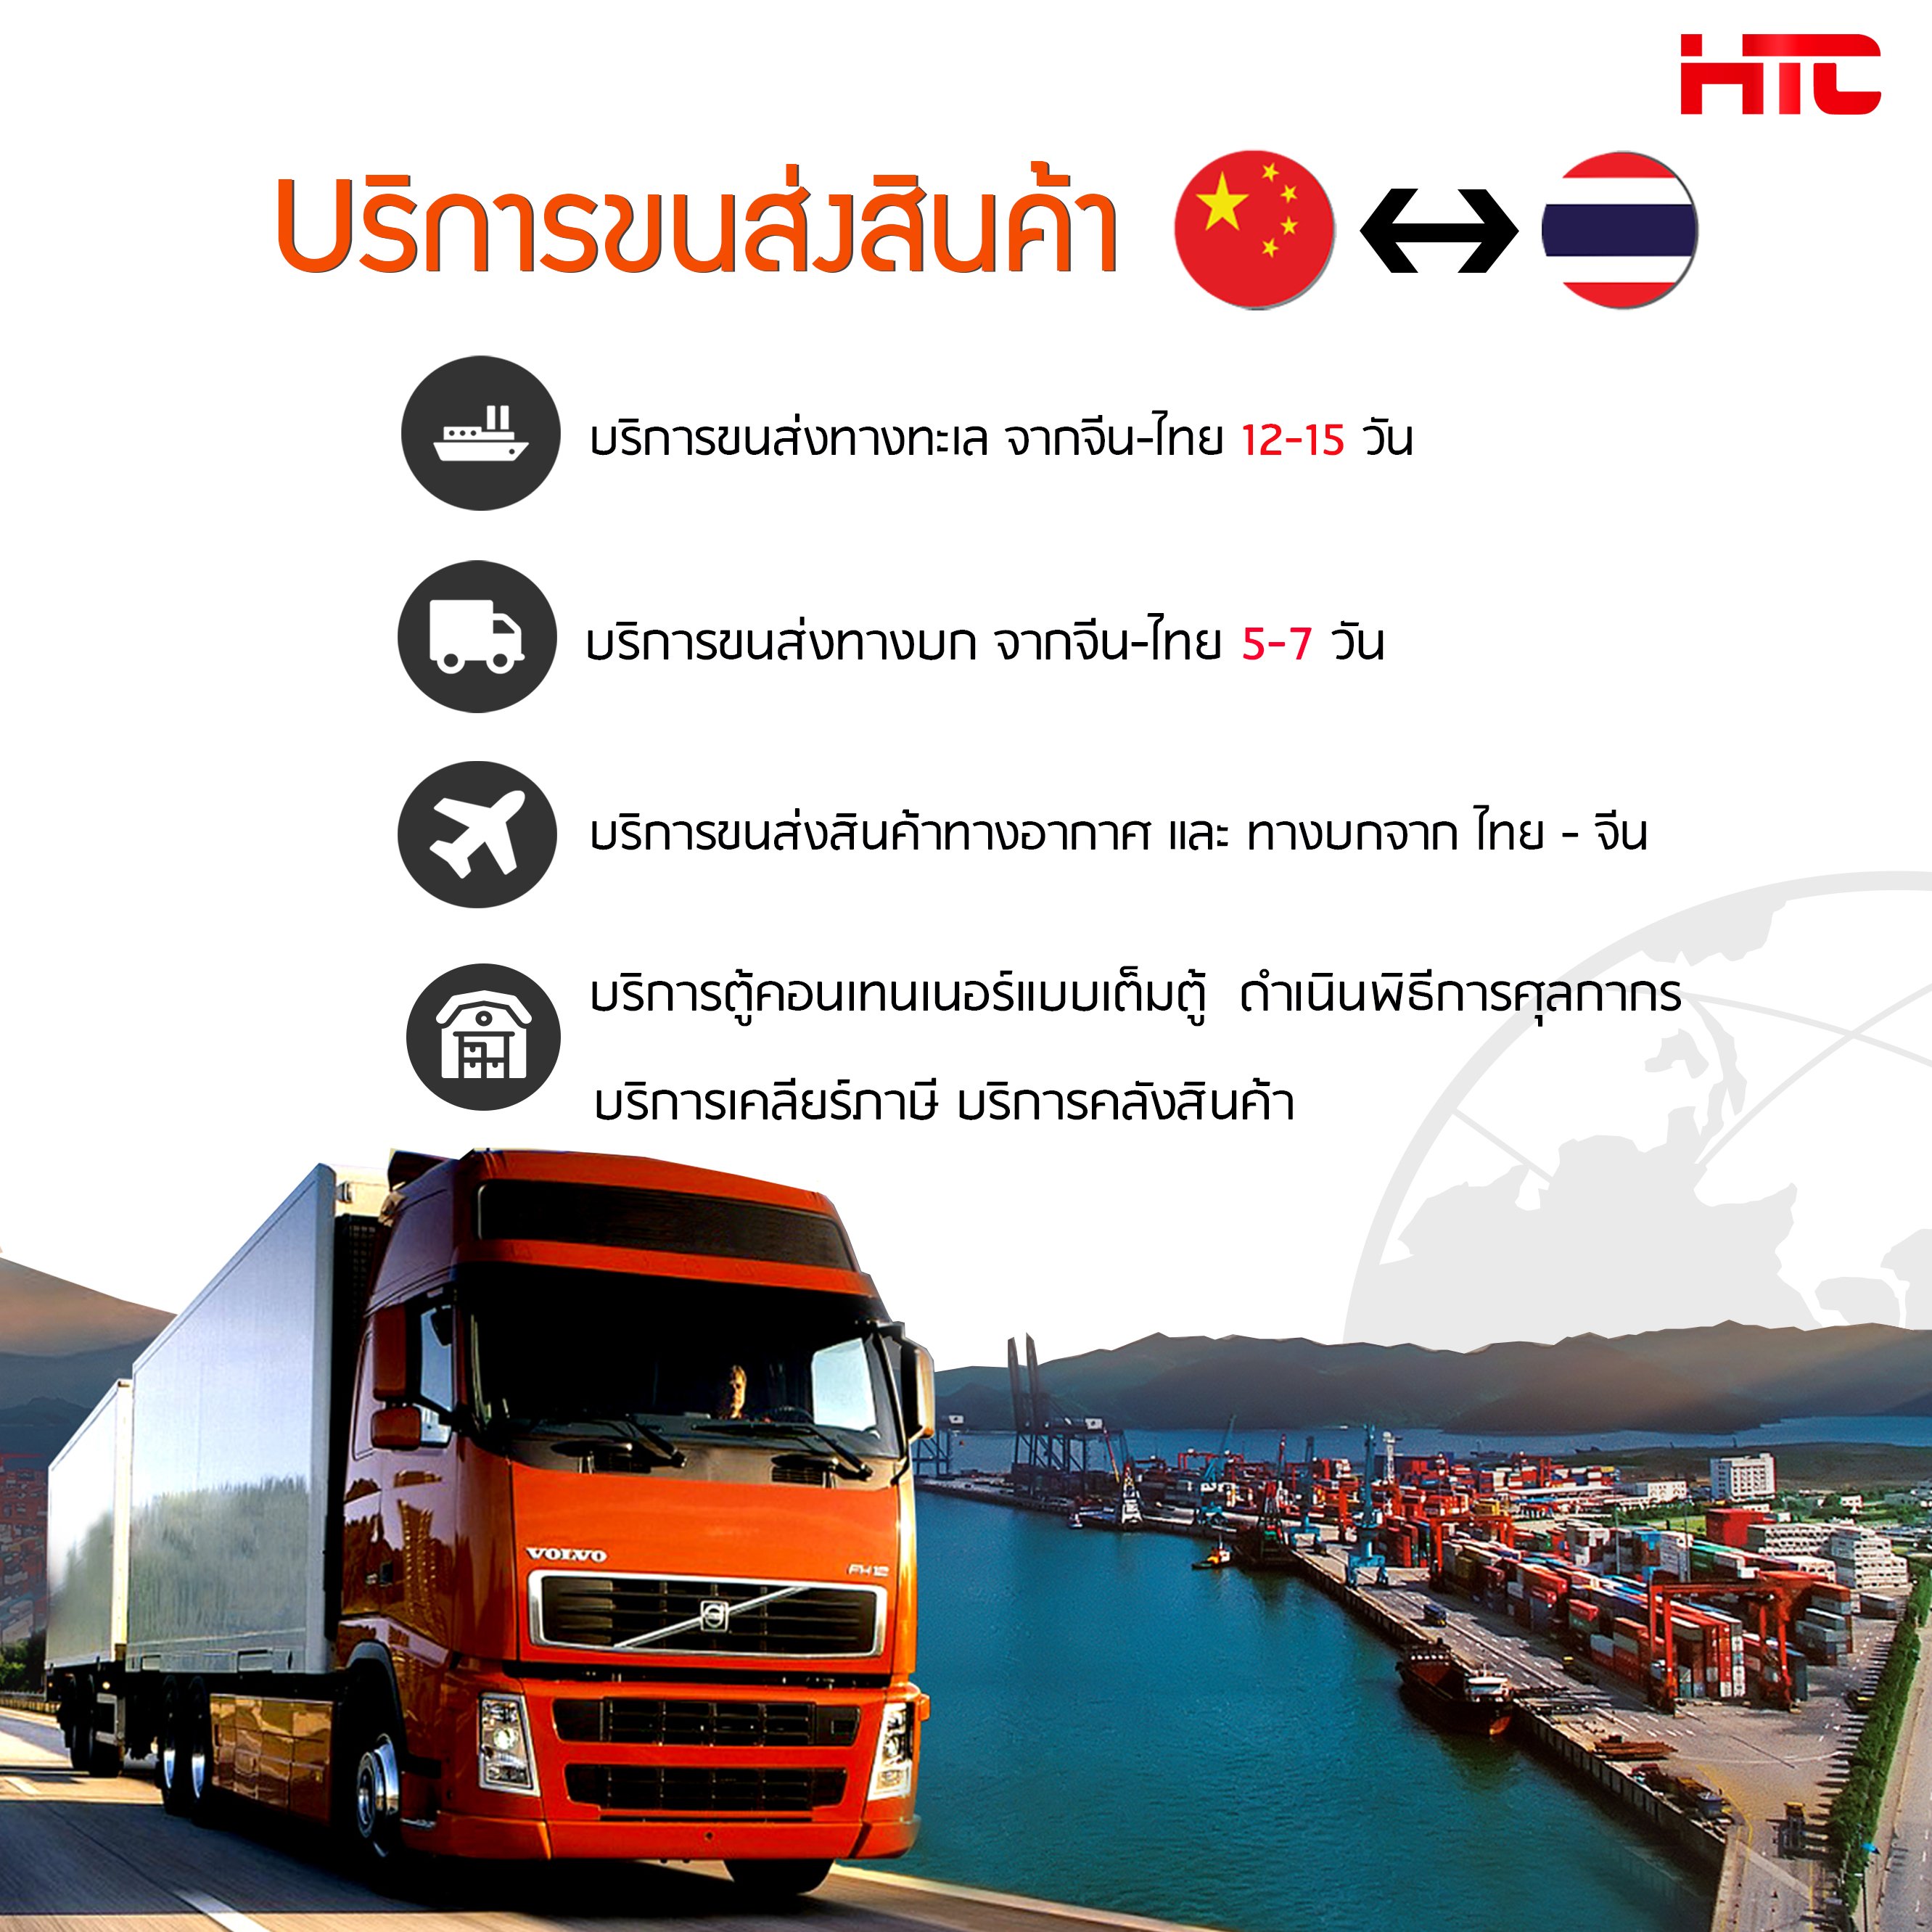 HTC
บริการขนส่งสินค้า
บริการขนส่งทางทะเล จากจีน-ไทย 12-15 วัน
บริการขนส่งทางบก จากจีน-ไทย 5-7 วัน
บริการขนส่งสินค้าทางอากาศ และ ทางบกจาก ไทย - จีน
บริการตู้คอนเทนเนอร์แบบเต็มตู้ ดำเนินพิธีการศุลกากร
บริการเคลียร์ภาษี บริการคลังสินค้า
VOLVO
FH12